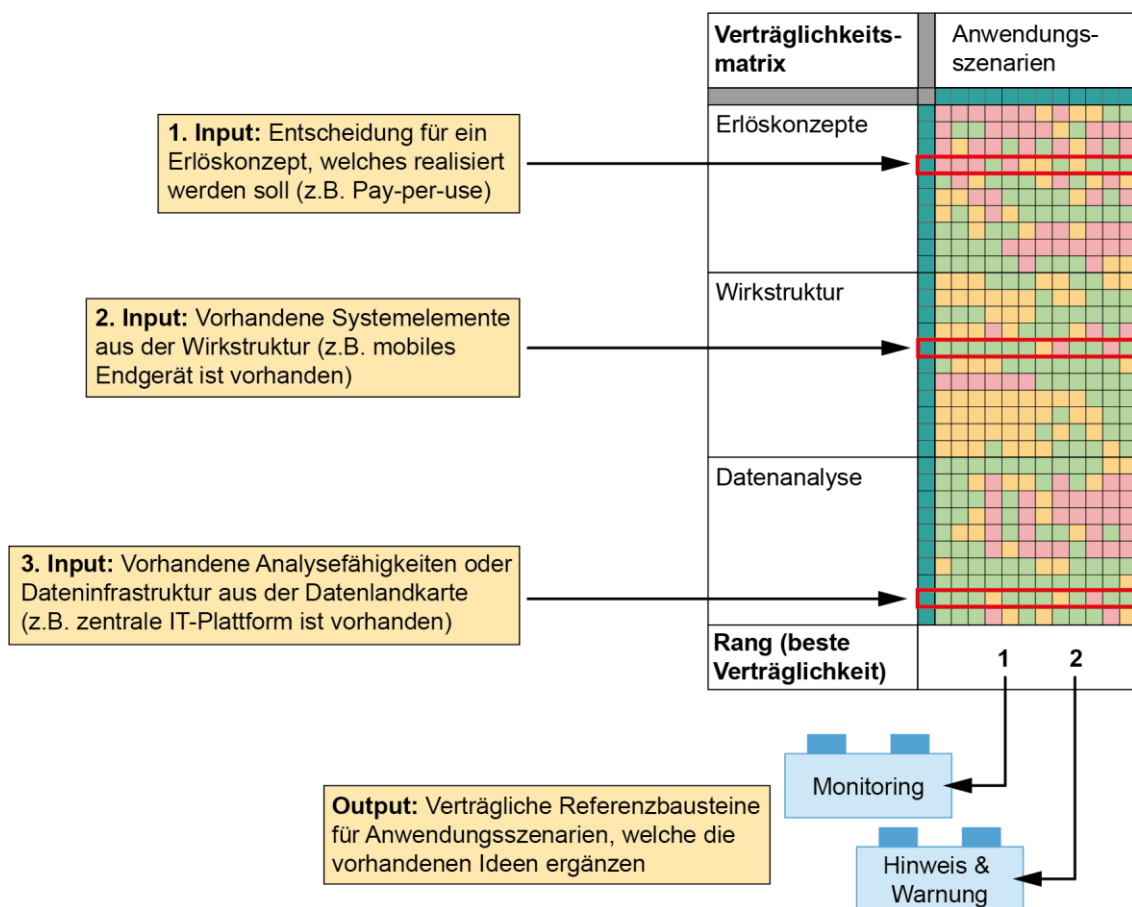 Verträglichkeits-
matrix
Anwendungs-
szenarien
1. Input: Entscheidung für ein
Erlöskonzept, welches realisiert
werden soll (z.B. Pay-per-use)
Erlöskonzepte
2. Input: Vorhandene Systemelemente
aus der Wirkstruktur (z.B. mobiles
Endgerät ist vorhanden)
Wirkstruktur
3. Input: Vorhandene Analysefähigkeiten oder
Dateninfrastruktur aus der Datenlandkarte
(z.B. zentrale IT-Plattform ist vorhanden)
Datenanalyse
Rang (beste
Verträglichkeit)
1
2
Monitoring
Output: Verträgliche Referenzbausteine
für Anwendungsszenarien, welche die
vorhandenen Ideen ergänzen
Hinweis &
Warnung